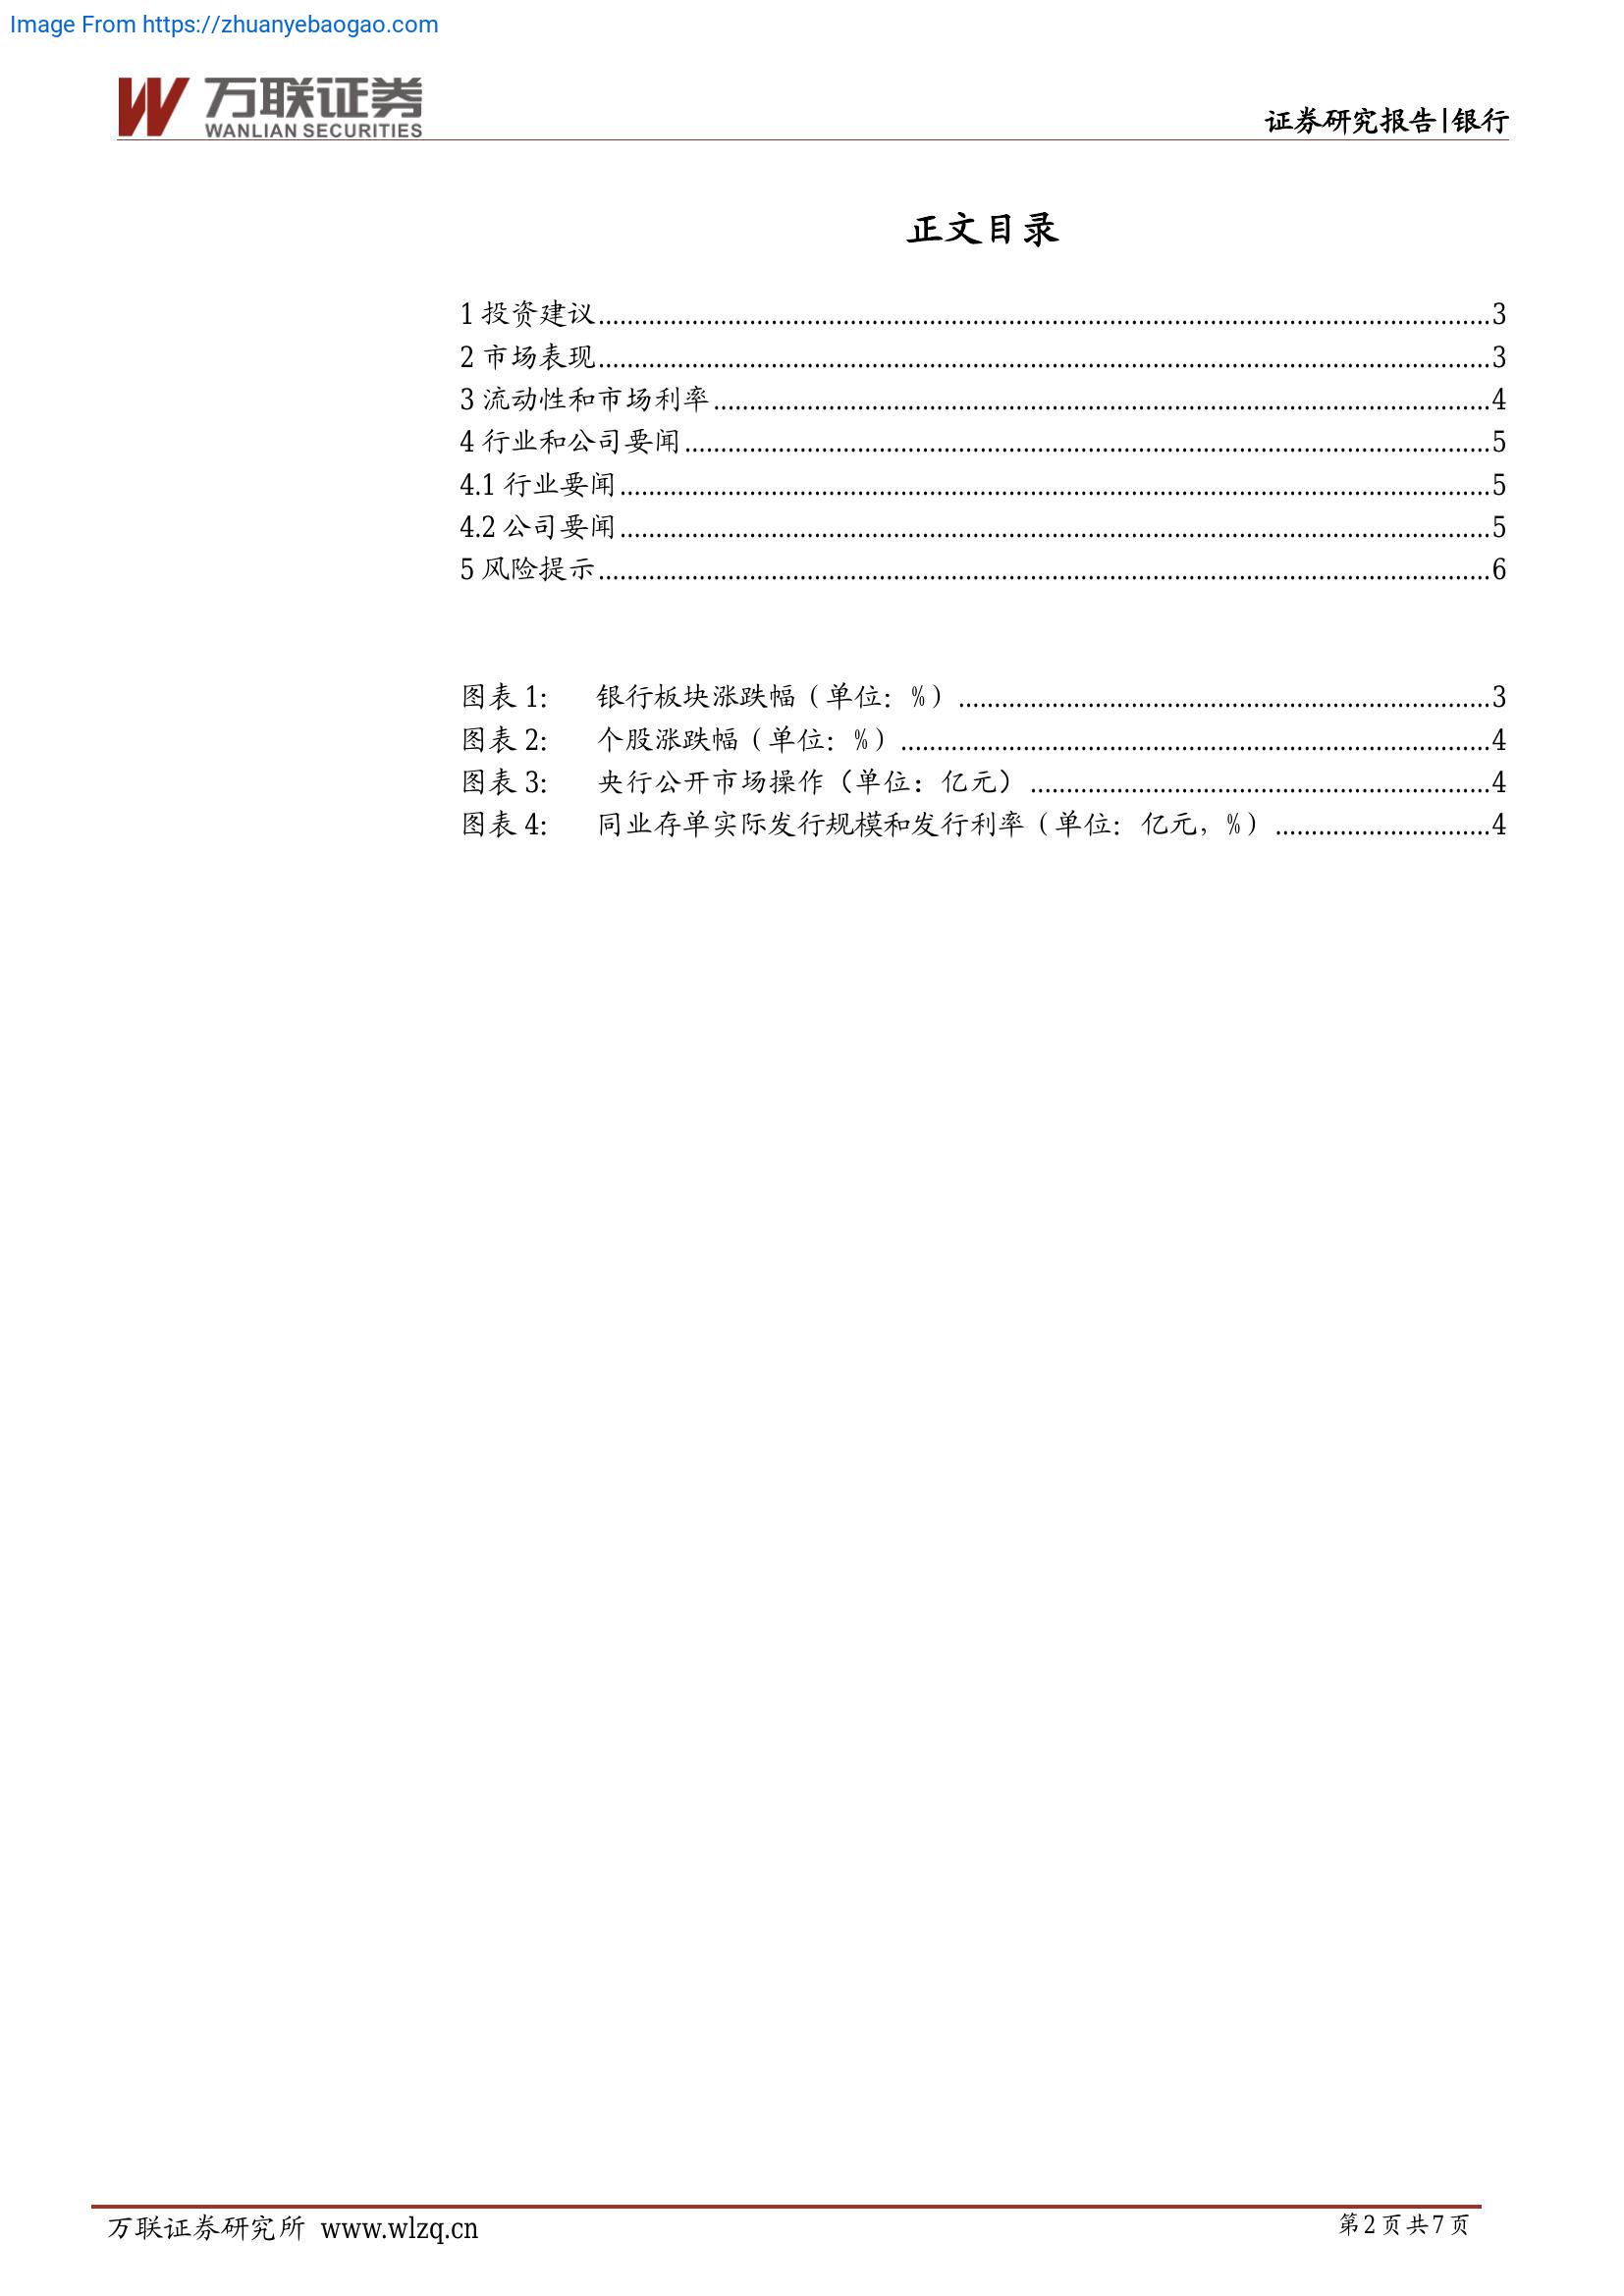 Image From https://zhuanyebaogao.com
万联证券
WANLIAN SECURITIES
证券研究报告|银行
正文目录
1 投资建议...3
2 市场表现...3
3 流动性和市场利率...4
4 行业和公司要闻...5
4.1 行业要闻...5
4.2 公司要闻...5
5 风险提示...6
图表 1: 银行板块涨跌幅（单位：%）...3
图表 2: 个股涨跌幅（单位：%）...4
图表 3: 央行公开市场操作（单位：亿元）...4
图表 4: 同业存单实际发行规模和发行利率（单位：亿元，%）...4
万联证券研究所 www.wlzq.cn
第 2 页 共 7 页